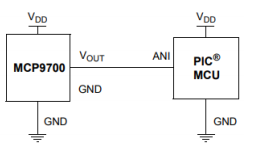 VDD VDD
MCP9700 VOUT ANI PIC® MCU
GND
GND GND